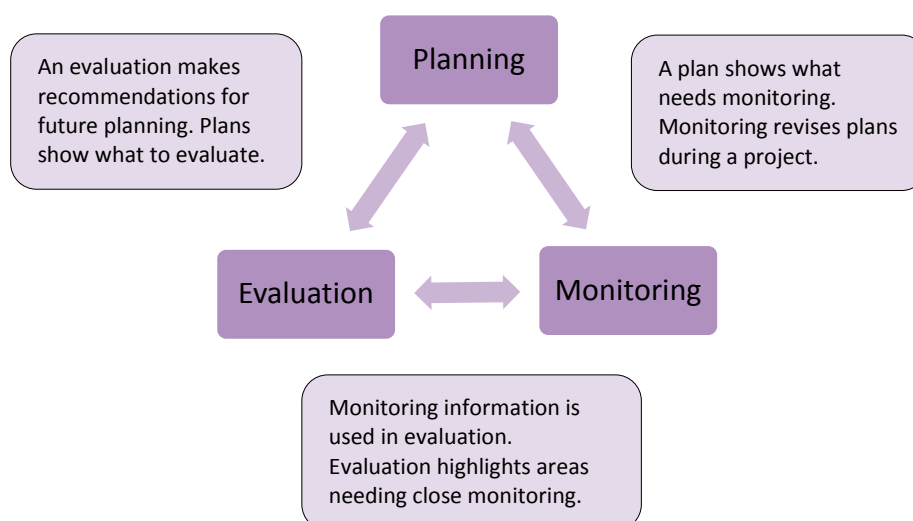 Planning
An evaluation makes
recommendations for
future planning. Plans
show what to evaluate.
A plan shows what
needs monitoring.
Monitoring revises plans
during a project.
Evaluation
Monitoring
Monitoring information is
used in evaluation.
Evaluation highlights areas
needing close monitoring.